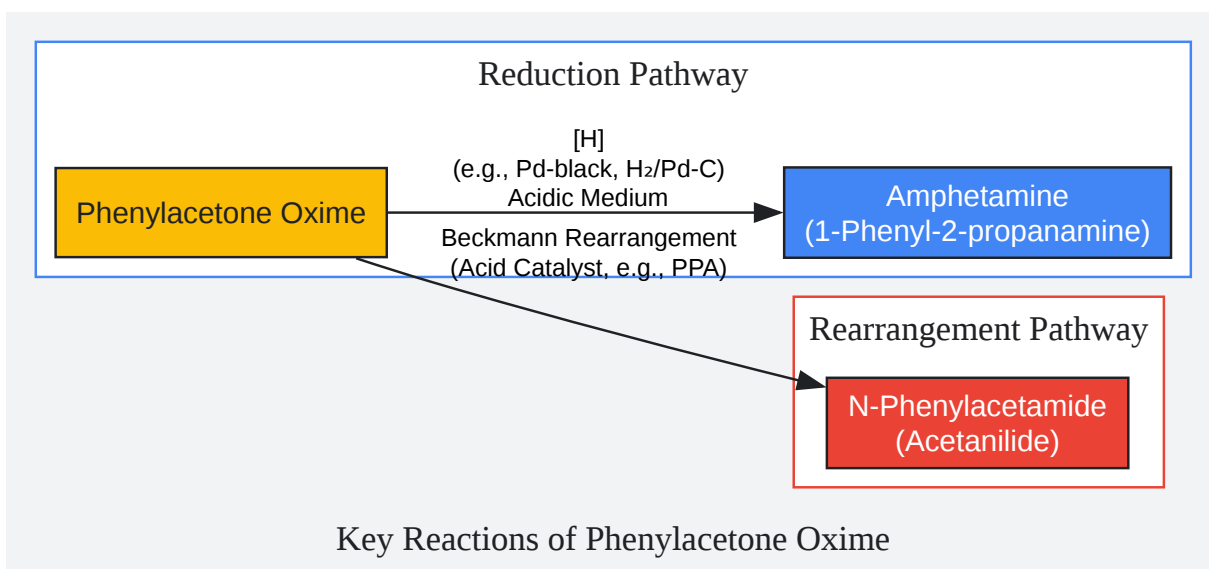 Reduction Pathway
[H]
(e.g., Pd-black, H₂/Pd-C)
Acidic Medium
Phenylacetone Oxime
Amphetamine
(1-Phenyl-2-propanamine)
Beckmann Rearrangement
(Acid Catalyst, e.g., PPA)
Rearrangement Pathway
N-Phenylacetamide
(Acetanilide)
Key Reactions of Phenylacetone Oxime